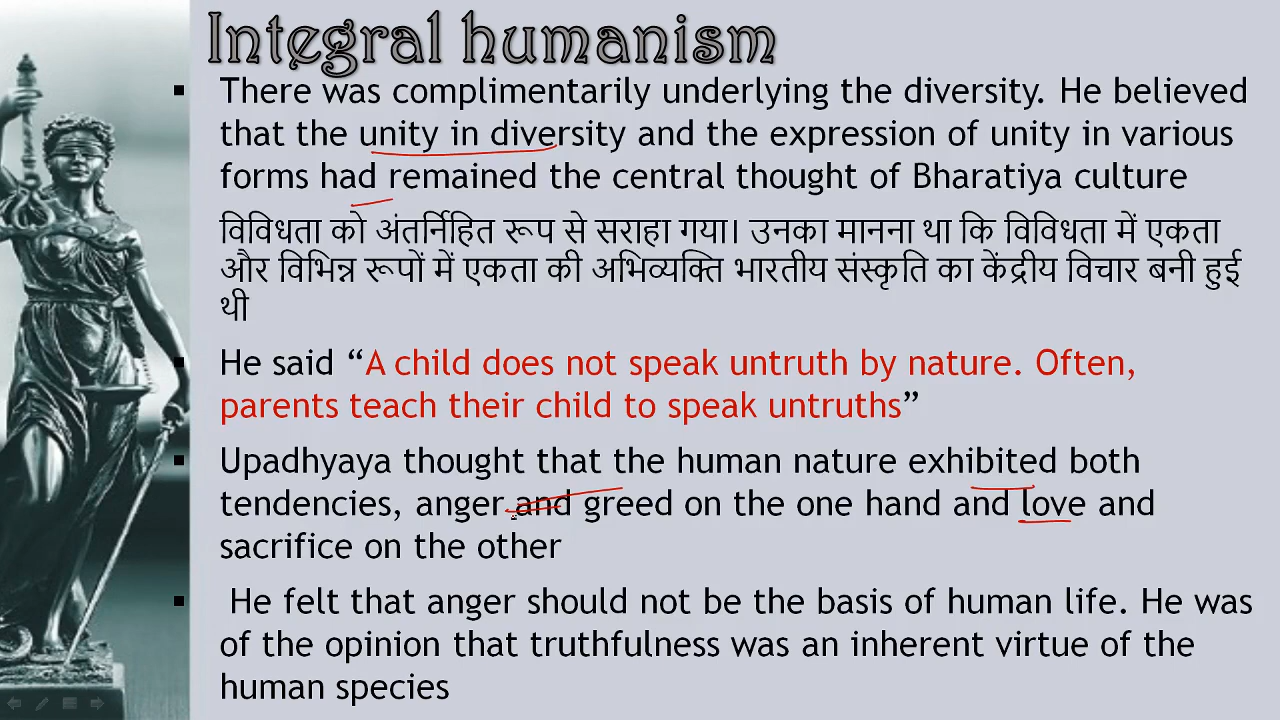 Integral humanism
▪ There was complimentarily underlying the diversity. He believed
that the unity in diversity and the expression of unity in various
forms had remained the central thought of Bharatiya culture
विविधता को अंतर्निहित रूप से सराहा गया। उनका मानना था कि विविधता में एकता
और विभिन्न रूपों में एकता की अभिव्यक्ति भारतीय संस्कृति का केंद्रीय विचार बनी हुई
थी
▪ He said “A child does not speak untruth by nature. Often,
parents teach their child to speak untruths”
▪ Upadhyaya thought that the human nature exhibited both
tendencies, anger and greed on the one hand and love and
sacrifice on the other
▪ He felt that anger should not be the basis of human life. He was
of the opinion that truthfulness was an inherent virtue of the
human species